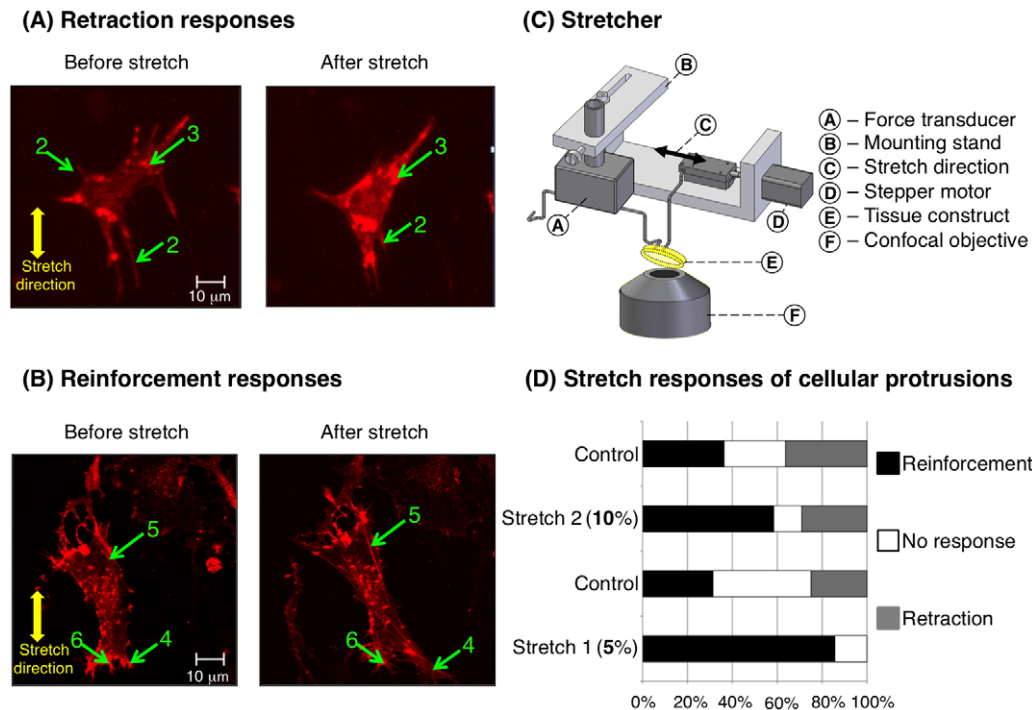 (A) Retraction responses
Before stretch
After stretch
2
3
2
Stretch
direction
10 μm
3
2
(B) Reinforcement responses
Before stretch
After stretch
5
6
4
Stretch
direction
10 μm
5
6
4
(C) Stretcher
B
C
A
D
E
F
A – Force transducer
B – Mounting stand
C – Stretch direction
D – Stepper motor
E – Tissue construct
F – Confocal objective
(D) Stretch responses of cellular protrusions
Control
Stretch 2 (10%)
Control
Stretch 1 (5%)
0% 20% 40% 60% 80% 100%
Reinforcement
No response
Retraction